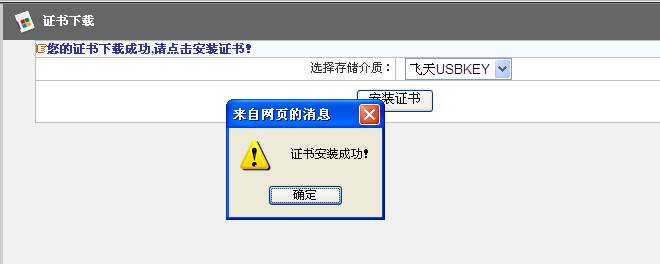 证书下载
您的证书下载成功,请点击安装证书!
选择存储介质： 飞天USBKEY
安装证书
来自网页的消息
证书安装成功!
确定